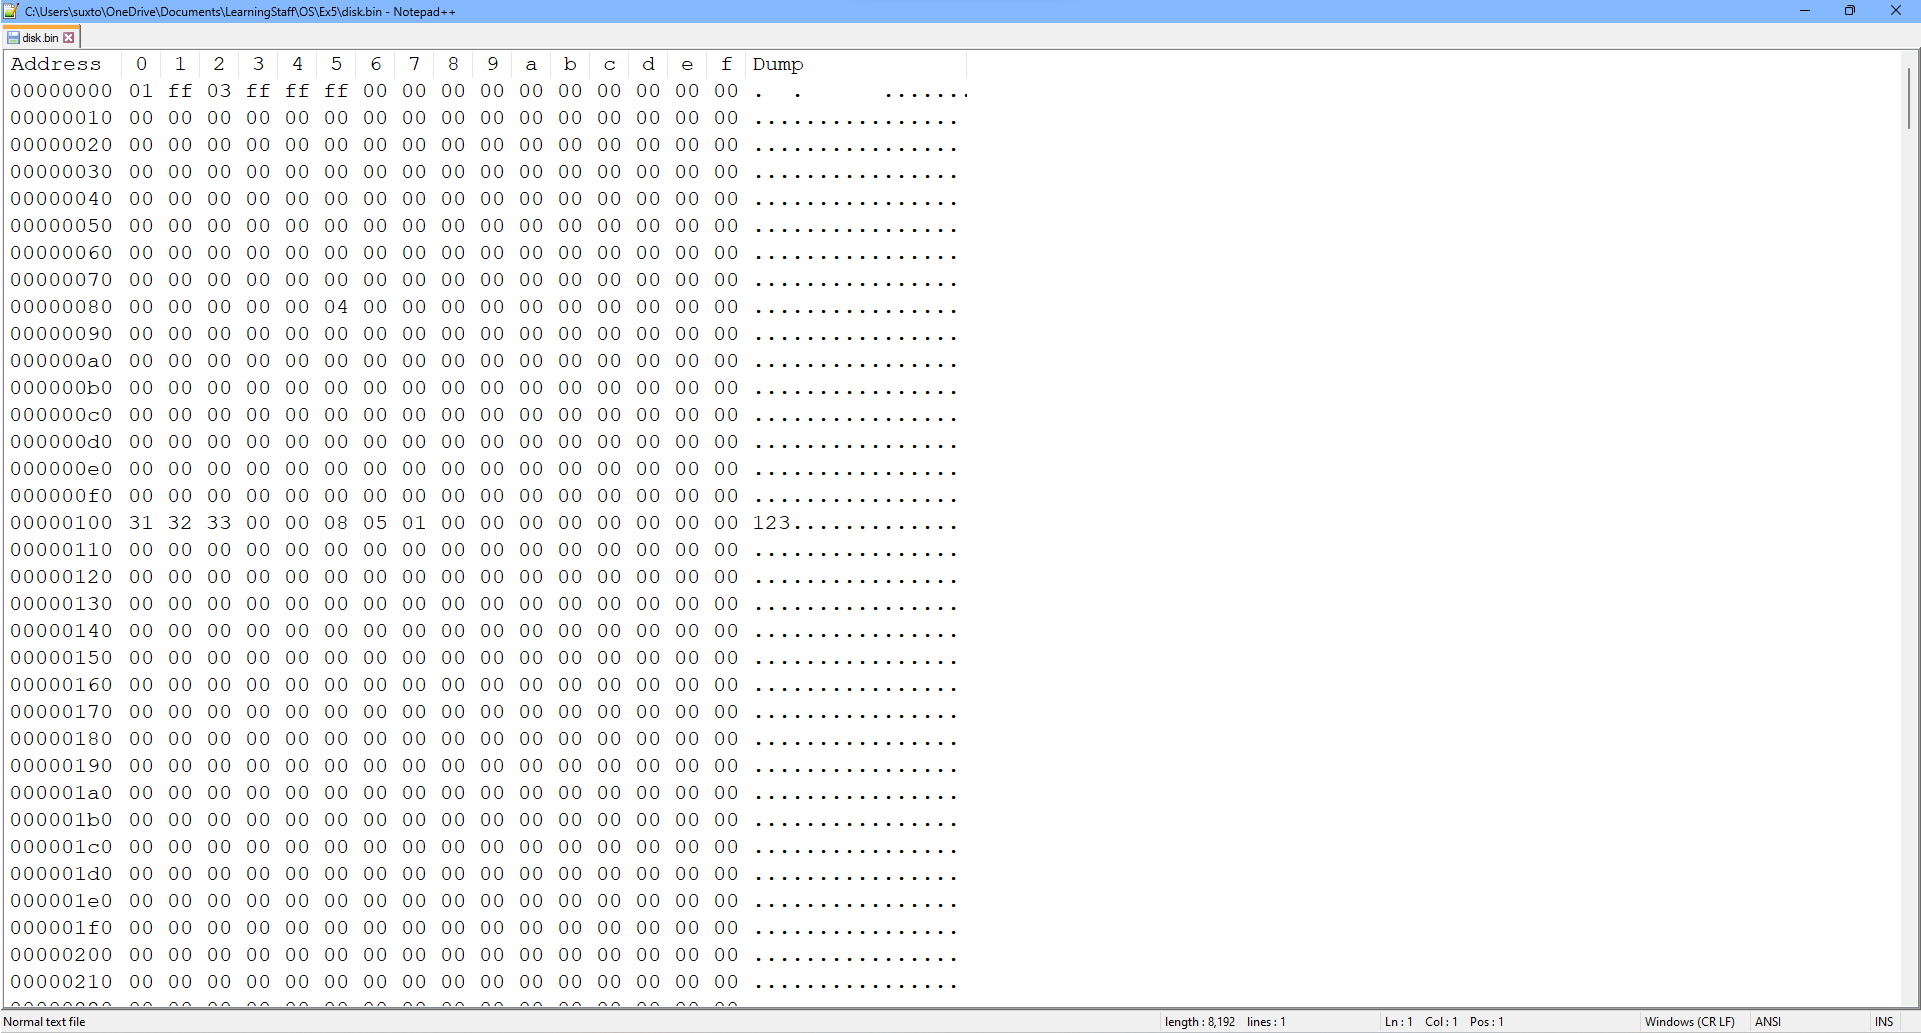 C:\Users\suxto\OneDrive\Documents\LearningStaff\OS\Ex5\disk.bin - Notepad++
disk.bin
Address 0 1 2 3 4 5 6 7 8 9 a b c d e f Dump
00000000 01 ff 03 ff ff ff 00 00 00 00 00 00 00 00 00 00 . . .......
00000010 00 00 00 00 00 00 00 00 00 00 00 00 00 00 00 00 ................
00000020 00 00 00 00 00 00 00 00 00 00 00 00 00 00 00 00 ................
00000030 00 00 00 00 00 00 00 00 00 00 00 00 00 00 00 00 ................
00000040 00 00 00 00 00 00 00 00 00 00 00 00 00 00 00 00 ................
00000050 00 00 00 00 00 00 00 00 00 00 00 00 00 00 00 00 ................
00000060 00 00 00 00 00 00 00 00 00 00 00 00 00 00 00 00 ................
00000070 00 00 00 00 00 00 00 00 00 00 00 00 00 00 00 00 ................
00000080 00 00 00 00 00 04 00 00 00 00 00 00 00 00 00 00 ................
00000090 00 00 00 00 00 00 00 00 00 00 00 00 00 00 00 00 ................
000000a0 00 00 00 00 00 00 00 00 00 00 00 00 00 00 00 00 ................
000000b0 00 00 00 00 00 00 00 00 00 00 00 00 00 00 00 00 ................
000000c0 00 00 00 00 00 00 00 00 00 00 00 00 00 00 00 00 ................
000000d0 00 00 00 00 00 00 00 00 00 00 00 00 00 00 00 00 ................
000000e0 00 00 00 00 00 00 00 00 00 00 00 00 00 00 00 00 ................
000000f0 00 00 00 00 00 00 00 00 00 00 00 00 00 00 00 00 ................
00000100 31 32 33 00 00 08 05 01 00 00 00 00 00 00 00 00 123.............
00000110 00 00 00 00 00 00 00 00 00 00 00 00 00 00 00 00 ................
00000120 00 00 00 00 00 00 00 00 00 00 00 00 00 00 00 00 ................
00000130 00 00 00 00 00 00 00 00 00 00 00 00 00 00 00 00 ................
00000140 00 00 00 00 00 00 00 00 00 00 00 00 00 00 00 00 ................
00000150 00 00 00 00 00 00 00 00 00 00 00 00 00 00 00 00 ................
00000160 00 00 00 00 00 00 00 00 00 00 00 00 00 00 00 00 ................
00000170 00 00 00 00 00 00 00 00 00 00 00 00 00 00 00 00 ................
00000180 00 00 00 00 00 00 00 00 00 00 00 00 00 00 00 00 ................
00000190 00 00 00 00 00 00 00 00 00 00 00 00 00 00 00 00 ................
000001a0 00 00 00 00 00 00 00 00 00 00 00 00 00 00 00 00 ................
000001b0 00 00 00 00 00 00 00 00 00 00 00 00 00 00 00 00 ................
000001c0 00 00 00 00 00 00 00 00 00 00 00 00 00 00 00 00 ................
000001d0 00 00 00 00 00 00 00 00 00 00 00 00 00 00 00 00 ................
000001e0 00 00 00 00 00 00 00 00 00 00 00 00 00 00 00 00 ................
000001f0 00 00 00 00 00 00 00 00 00 00 00 00 00 00 00 00 ................
00000200 00 00 00 00 00 00 00 00 00 00 00 00 00 00 00 00 ................
00000210 00 00 00 00 00 00 00 00 00 00 00 00 00 00 00 00 ................
Normal text file length : 8,192 lines : 1 Ln : 1 Col : 1 Pos : 1 Windows (CR LF) ANSI INS